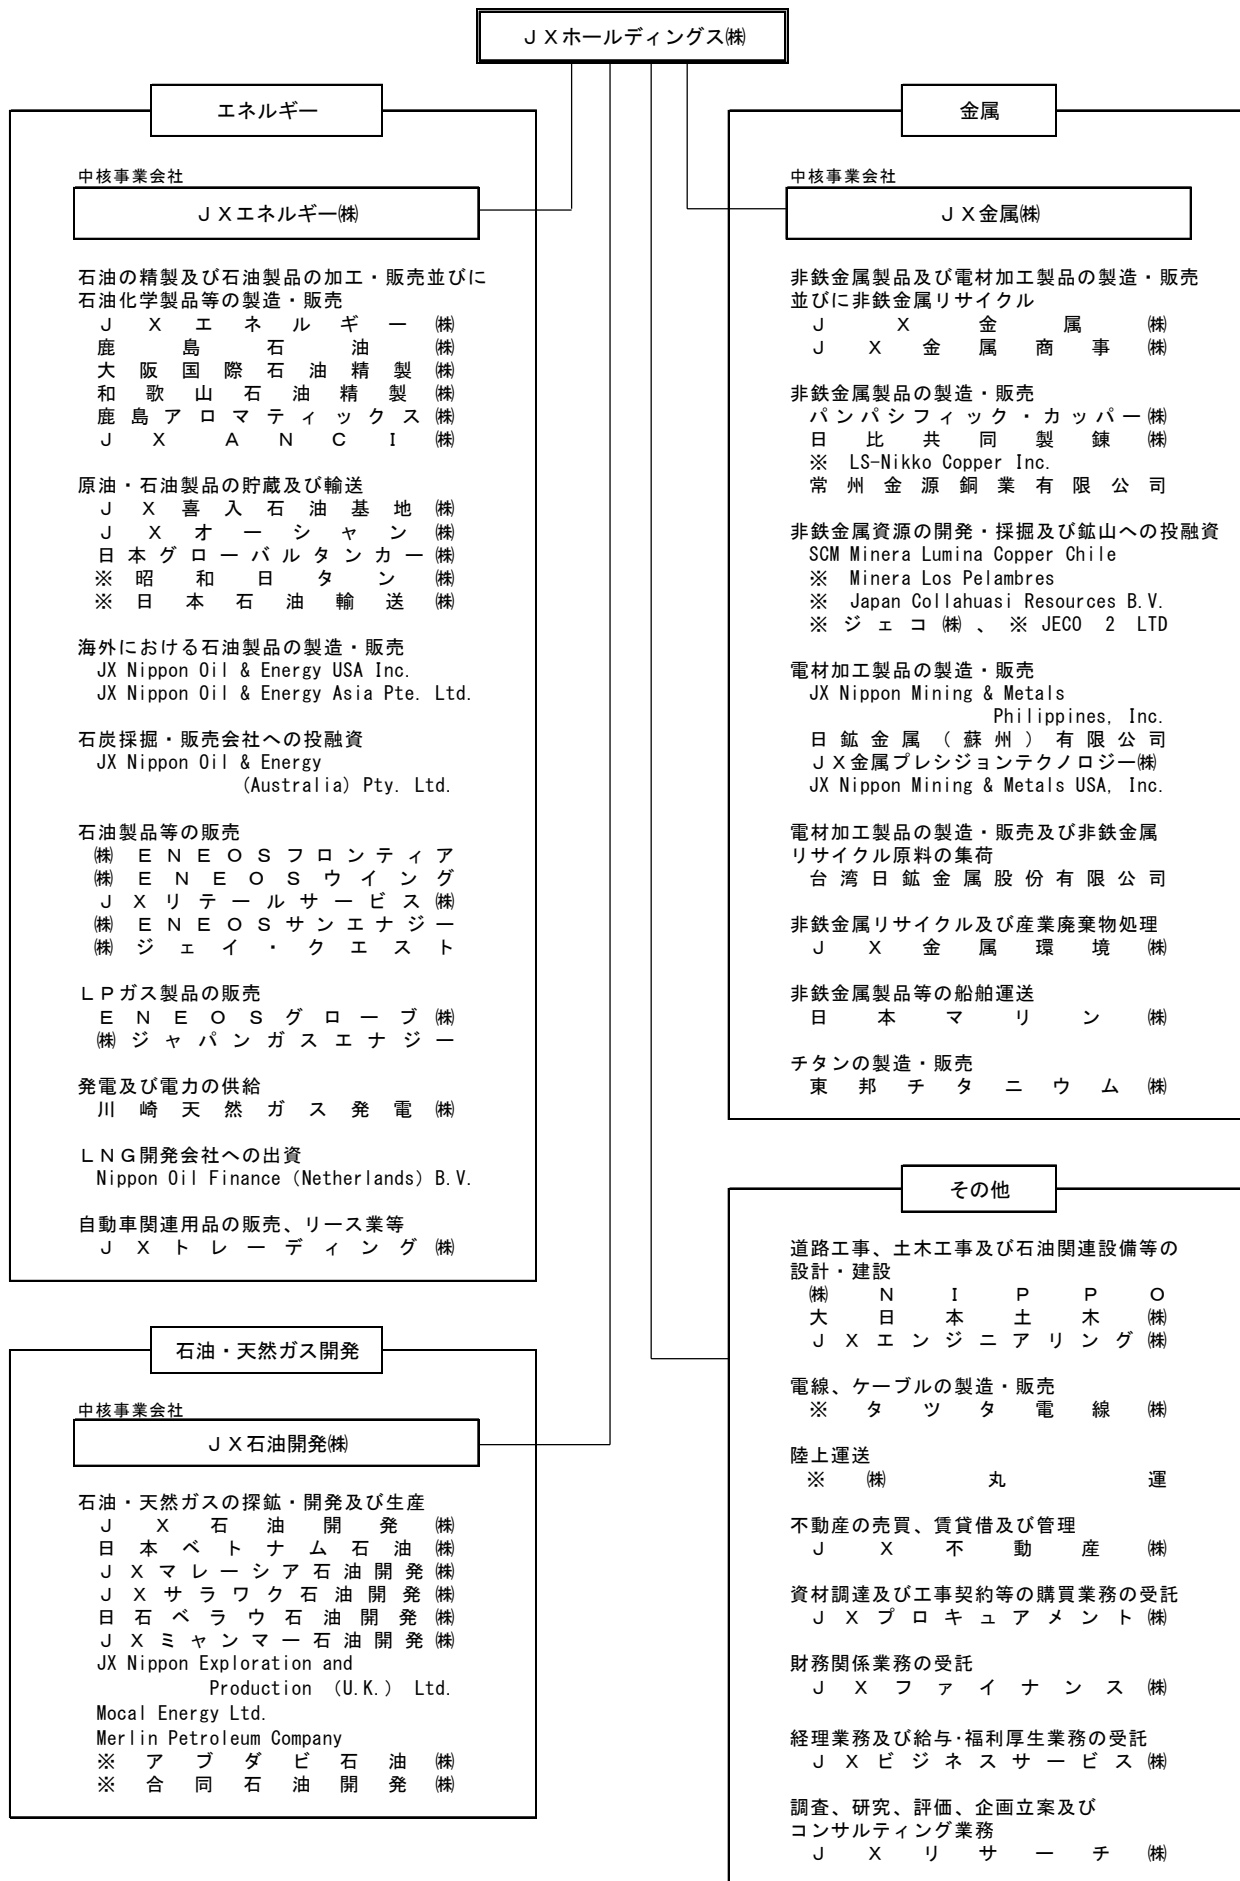 ＪＸホールディングス㈱
エネルギー
中核事業会社
ＪＸエネルギー㈱
石油の精製及び石油製品の加工・販売並びに
石油化学製品等の製造・販売
ＪＸエネルギー㈱
鹿島石油㈱
大阪国際石油精製㈱
和歌山石油精製㈱
鹿島アロマティックス㈱
ＪＸＡＮＣＩ㈱
原油・石油製品の貯蔵及び輸送
ＪＸ喜入石油基地㈱
ＪＸオーシャン㈱
日本グローバルタンカー㈱
※昭和日タン㈱
※日本石油輸送㈱
海外における石油製品の製造・販売
JX Nippon Oil & Energy USA Inc.
JX Nippon Oil & Energy Asia Pte. Ltd.
石炭採掘・販売会社への投融資
JX Nippon Oil & Energy
(Australia) Pty. Ltd.
石油製品等の販売
㈱ＥＮＥＯＳフロンティア
㈱ＥＮＥＯＳウイング
ＪＸリテールサービス㈱
㈱ＥＮＥＯＳサンエナジー
㈱ジェイ・クエスト
ＬＰガス製品の販売
ＥＮＥＯＳグローブ㈱
㈱ジャパンガスエナジー
発電及び電力の供給
川崎天然ガス発電㈱
ＬＮＧ開発会社への出資
Nippon Oil Finance (Netherlands) B.V.
自動車関連用品の販売、リース業等
ＪＸトレーディング㈱
石油・天然ガス開発
中核事業会社
ＪＸ石油開発㈱
石油・天然ガスの探鉱・開発及び生産
ＪＸ石油開発㈱
日本ベトナム石油㈱
ＪＸマレーシア石油開発㈱
ＪＸサラワク石油開発㈱
日石ベラウ石油開発㈱
ＪＸミャンマー石油開発㈱
JX Nippon Exploration and
Production (U.K.) Ltd.
Mocal Energy Ltd.
Merlin Petroleum Company
※アブダビ石油㈱
※合同石油開発㈱
金属
中核事業会社
ＪＸ金属㈱
非鉄金属製品及び電材加工製品の製造・販売
並びに非鉄金属リサイクル
ＪＸ金属㈱
ＪＸ金属商事㈱
非鉄金属製品の製造・販売
パンパシフィック・カッパー㈱
日比共同製錬㈱
※ LS-Nikko Copper Inc.
常州金源銅業有限公司
非鉄金属資源の開発・採掘及び鉱山への投融資
SCM Minera Lumina Copper Chile
※ Minera Los Pelambres
※ Japan Collahuasi Resources B.V.
※ジェコ㈱、※ JECO 2 LTD
電材加工製品の製造・販売
JX Nippon Mining & Metals
Philippines, Inc.
日鉱金属（蘇州）有限公司
ＪＸ金属プレシジョンテクノロジー㈱
JX Nippon Mining & Metals USA, Inc.
電材加工製品の製造・販売及び非鉄金属
リサイクル原料の集荷
台湾日鉱金属股份有限公司
非鉄金属リサイクル及び産業廃棄物処理
ＪＸ金属環境㈱
非鉄金属製品等の船舶運送
日本マリン㈱
チタンの製造・販売
東邦チタニウム㈱
その他
道路工事、土木工事及び石油関連設備等の
設計・建設
㈱ＮＩＰＰＯ
大日本土木㈱
ＪＸエンジニアリング㈱
電線、ケーブルの製造・販売
※タツタ電線㈱
陸上運送
※㈱丸運
不動産の売買、賃貸借及び管理
ＪＸ不動産㈱
資材調達及び工事契約等の購買業務の受託
ＪＸプロキュアメント㈱
財務関係業務の受託
ＪＸファイナンス㈱
経理業務及び給与･福利厚生業務の受託
ＪＸビジネスサービス㈱
調査、研究、評価、企画立案及び
コンサルティング業務
ＪＸリサーチ㈱